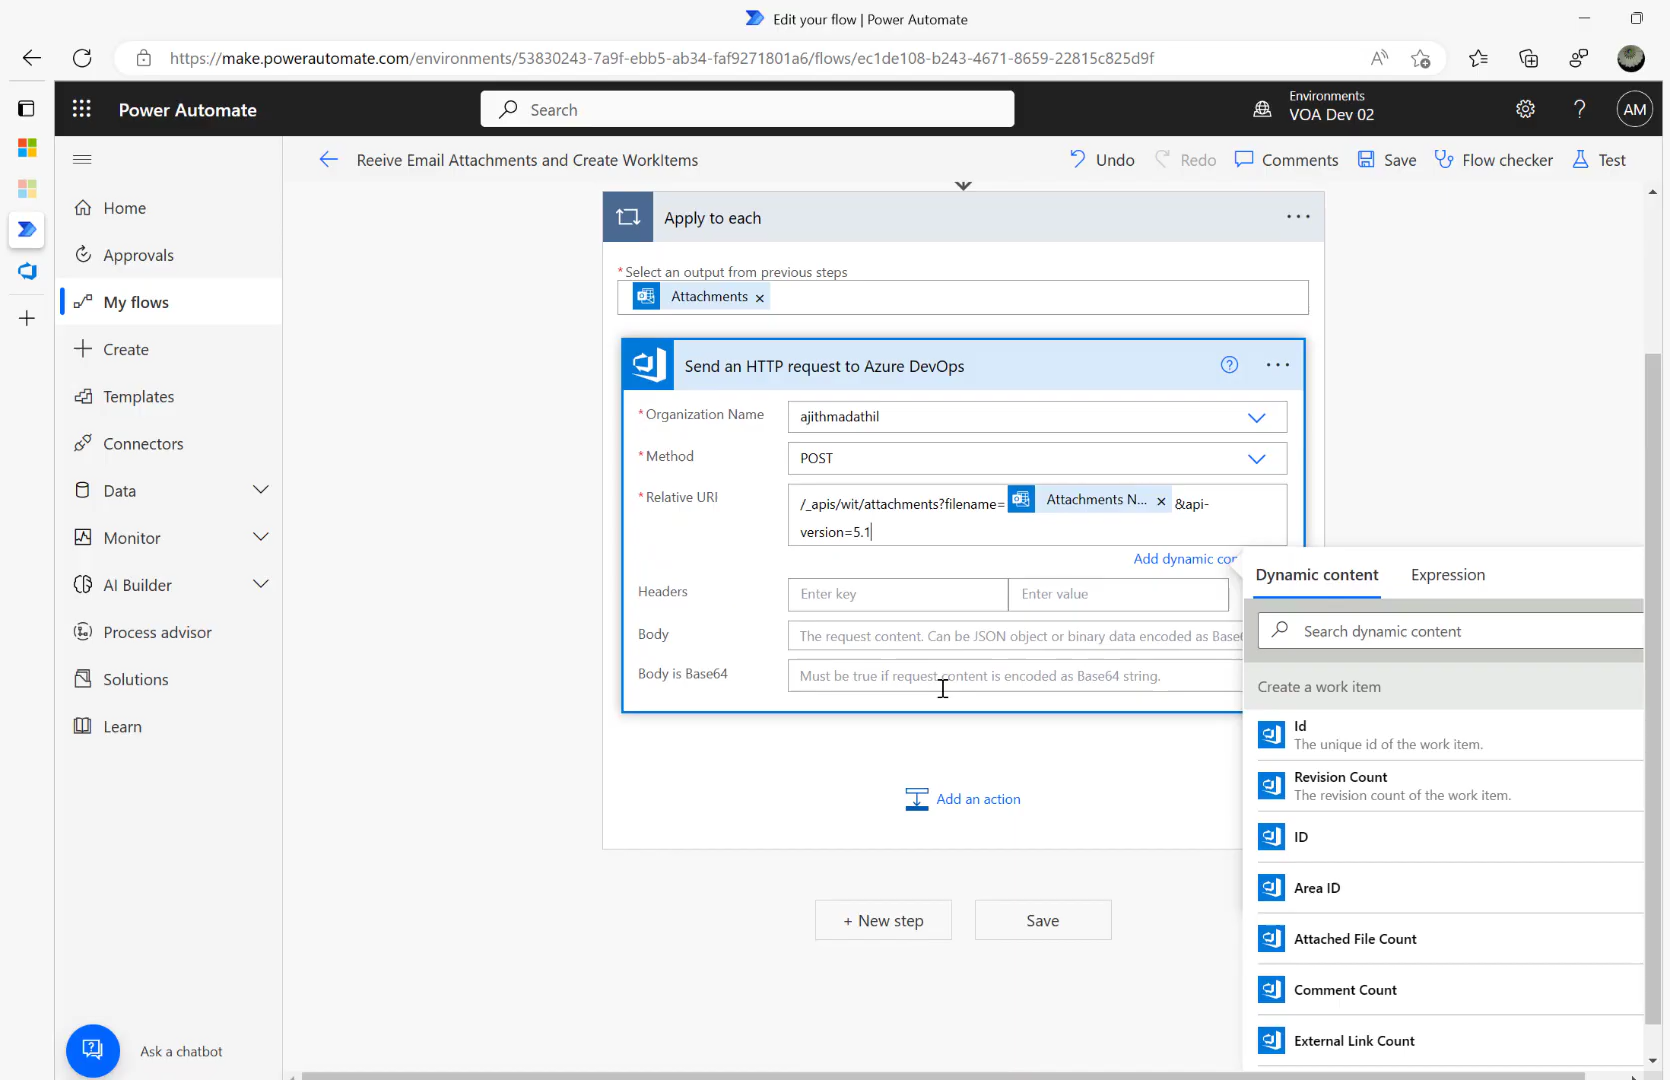 Edit your flow | Power Automate
https://make.powerautomate.com/environments/53830243-7a9f-ebb5-ab34-faf9271801a6/flows/ec1de108-b243-4671-8659-22815c825d9f
Power Automate
Search
Environments
VOA Dev 02
AM
Reeive Email Attachments and Create WorkItems
Undo
Redo
Comments
Save
Flow checker
Test
Home
Approvals
My flows
Create
Templates
Connectors
Data
Monitor
AI Builder
Process advisor
Solutions
Learn
Ask a chatbot
Apply to each
* Select an output from previous steps
Attachments
Send an HTTP request to Azure DevOps
* Organization Name
ajithmadathil
* Method
POST
* Relative URI
/_apis/wit/attachments?filename= Attachments N... &api-
version=5.1
Add dynamic con
Headers
Enter key
Enter value
Body
The request content. Can be JSON object or binary data encoded as Base6
Body is Base64
Must be true if request content is encoded as Base64 string.
Add an action
+ New step
Save
Dynamic content
Expression
Search dynamic content
Create a work item
Id
The unique id of the work item.
Revision Count
The revision count of the work item.
ID
Area ID
Attached File Count
Comment Count
External Link Count